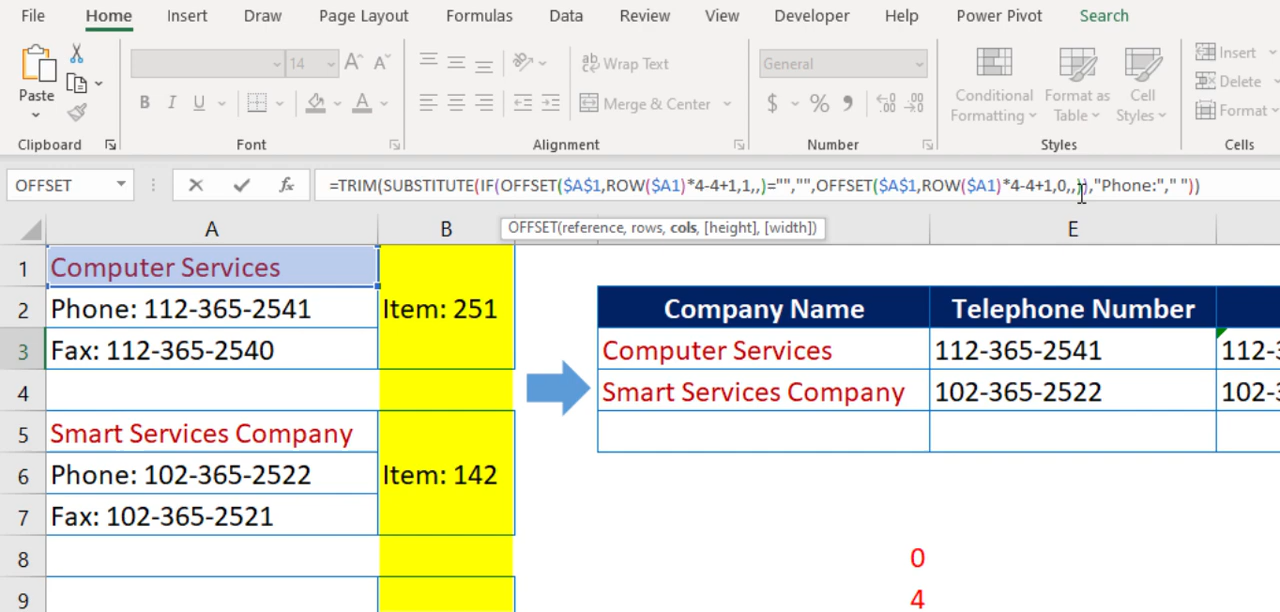 File Home Insert Draw Page Layout Formulas Data Review View Developer Help Power Pivot Search
Paste
14 A^ A˅
B I U A
Clipboard
Font
ab Wrap Text
Merge & Center
Alignment
General
$ % ,
Number
Conditional Formatting
Format as Table
Cell Styles
Styles
Insert
Delete
Format
Cells
OFFSET fx =TRIM(SUBSTITUTE(IF(OFFSET($A$1,ROW($A1)*4-4+1,1,,)="","",OFFSET($A$1,ROW($A1)*4-4+1,0,,)),"Phone:"," "))
OFFSET(reference, rows, cols, [height], [width])
A B E
1 Computer Services
2 Phone: 112-365-2541 Item: 251 Company Name Telephone Number
3 Fax: 112-365-2540 Computer Services 112-365-2541 112-
4 Smart Services Company 102-365-2522 102-
5 Smart Services Company
6 Phone: 102-365-2522 Item: 142
7 Fax: 102-365-2521
8 0
9 4